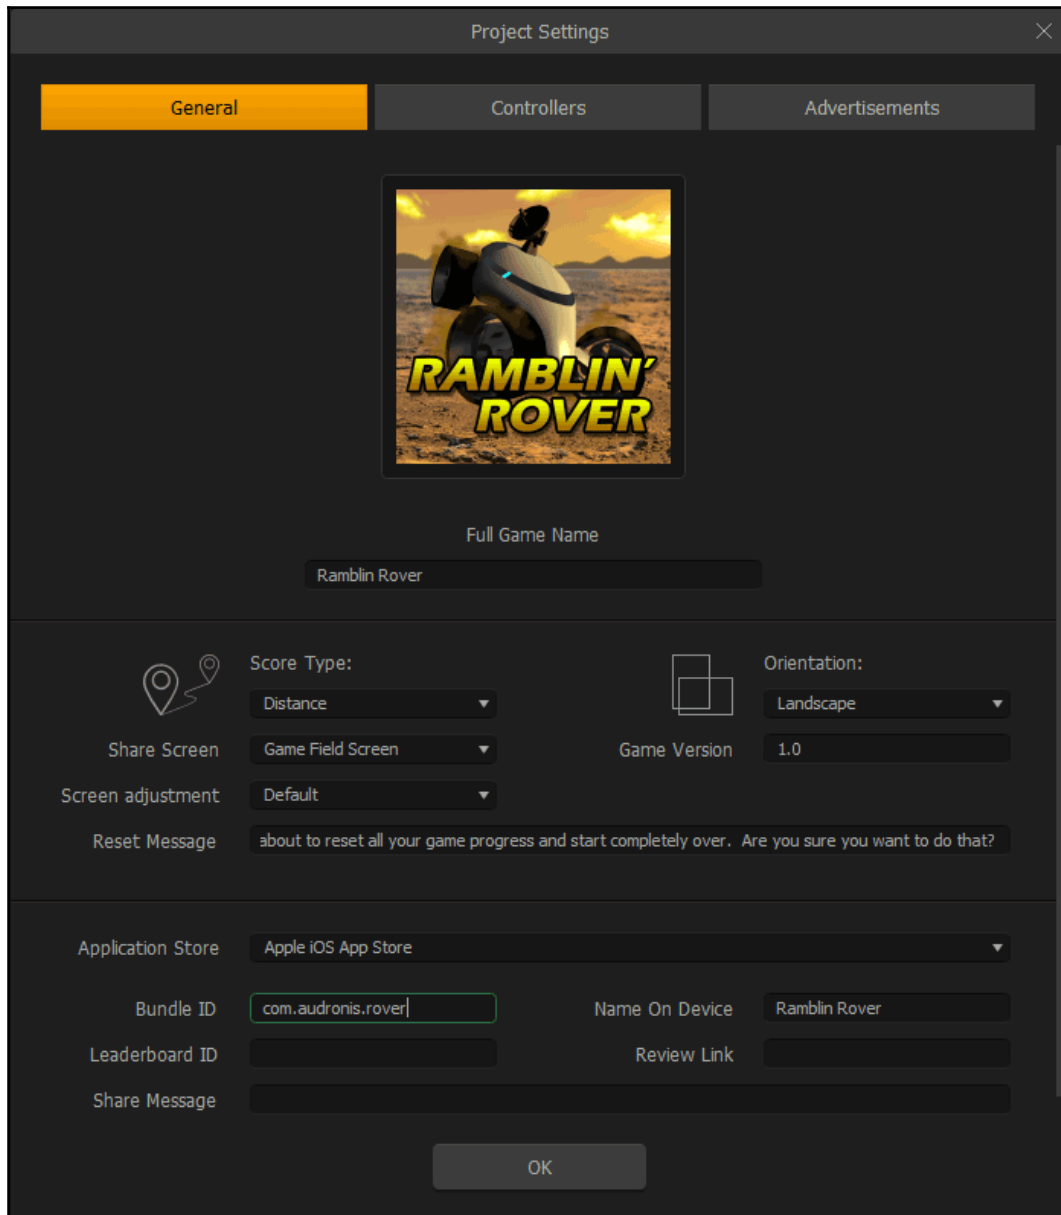 Project Settings
General Controllers Advertisements
RAMBLIN'
ROVER
Full Game Name
Ramblin Rover
Score Type: Orientation:
Distance Landscape
Share Screen Game Field Screen Game Version 1.0
Screen adjustment Default
Reset Message about to reset all your game progress and start completely over.  Are you sure you want to do that?
Application Store Apple iOS App Store
Bundle ID com.audronis.rover Name On Device Ramblin Rover
Leaderboard ID Review Link
Share Message
OK